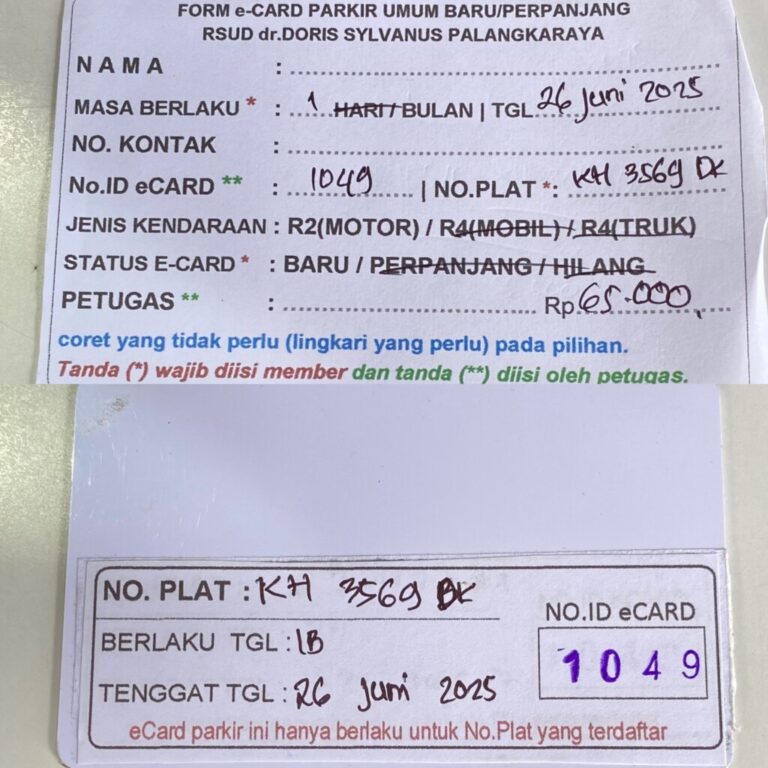 FORM e-CARD PARKIR UMUM BARU/PERPANJANG
RSUD dr.DORIS SYLVANUS PALANGKARAYA
NAMA :
MASA BERLAKU * : 1 HARI / BULAN | TGL 26 Juni 2025
NO. KONTAK :
No.ID eCARD ** : 1049 | NO.PLAT *: KH 3569 DK
JENIS KENDARAAN : R2(MOTOR) / R4(MOBIL) / R4(TRUK)
STATUS E-CARD * : BARU / PERPANJANG / HILANG
PETUGAS ** : Rp. 65.000,
coret yang tidak perlu (lingkari yang perlu) pada pilihan.
Tanda (*) wajib diisi member dan tanda (**) diisi oleh petugas.
NO. PLAT : KH 3569 DK
BERLAKU TGL : 1B
TENGGAT TGL : 26 Juni 2025
NO.ID eCARD
1049
eCard parkir ini hanya berlaku untuk No.Plat yang terdaftar